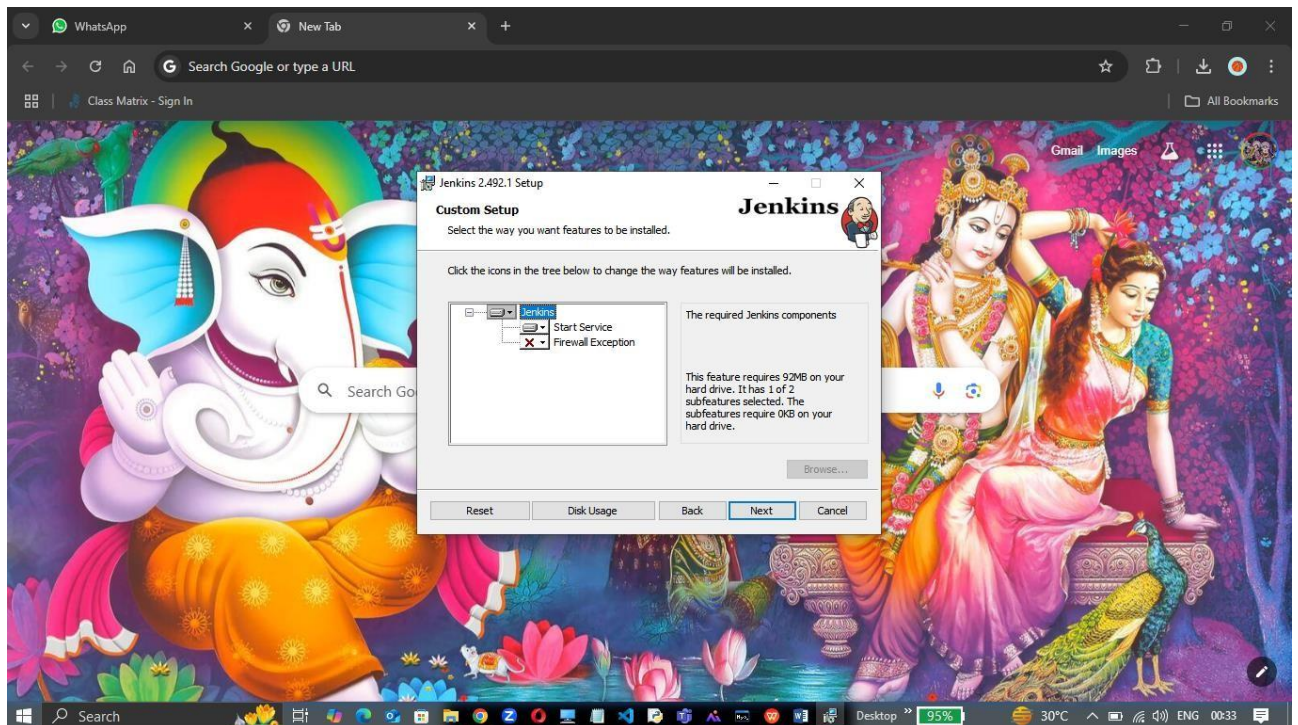 WhatsApp
New Tab
Search Google or type a URL
Class Matrix - Sign In
All Bookmarks
Gmail Images
Jenkins 2.492.1 Setup
Custom Setup
Jenkins
Select the way you want features to be installed.
Click the icons in the tree below to change the way features will be installed.
Jenkins
Start Service
Firewall Exception
The required Jenkins components
This feature requires 92MB on your
hard drive. It has 1 of 2
subfeatures selected. The
subfeatures require 0KB on your
hard drive.
Search Go
Browse...
Reset Disk Usage Back Next Cancel
Search
Desktop 95% 30°C ENG 00:33